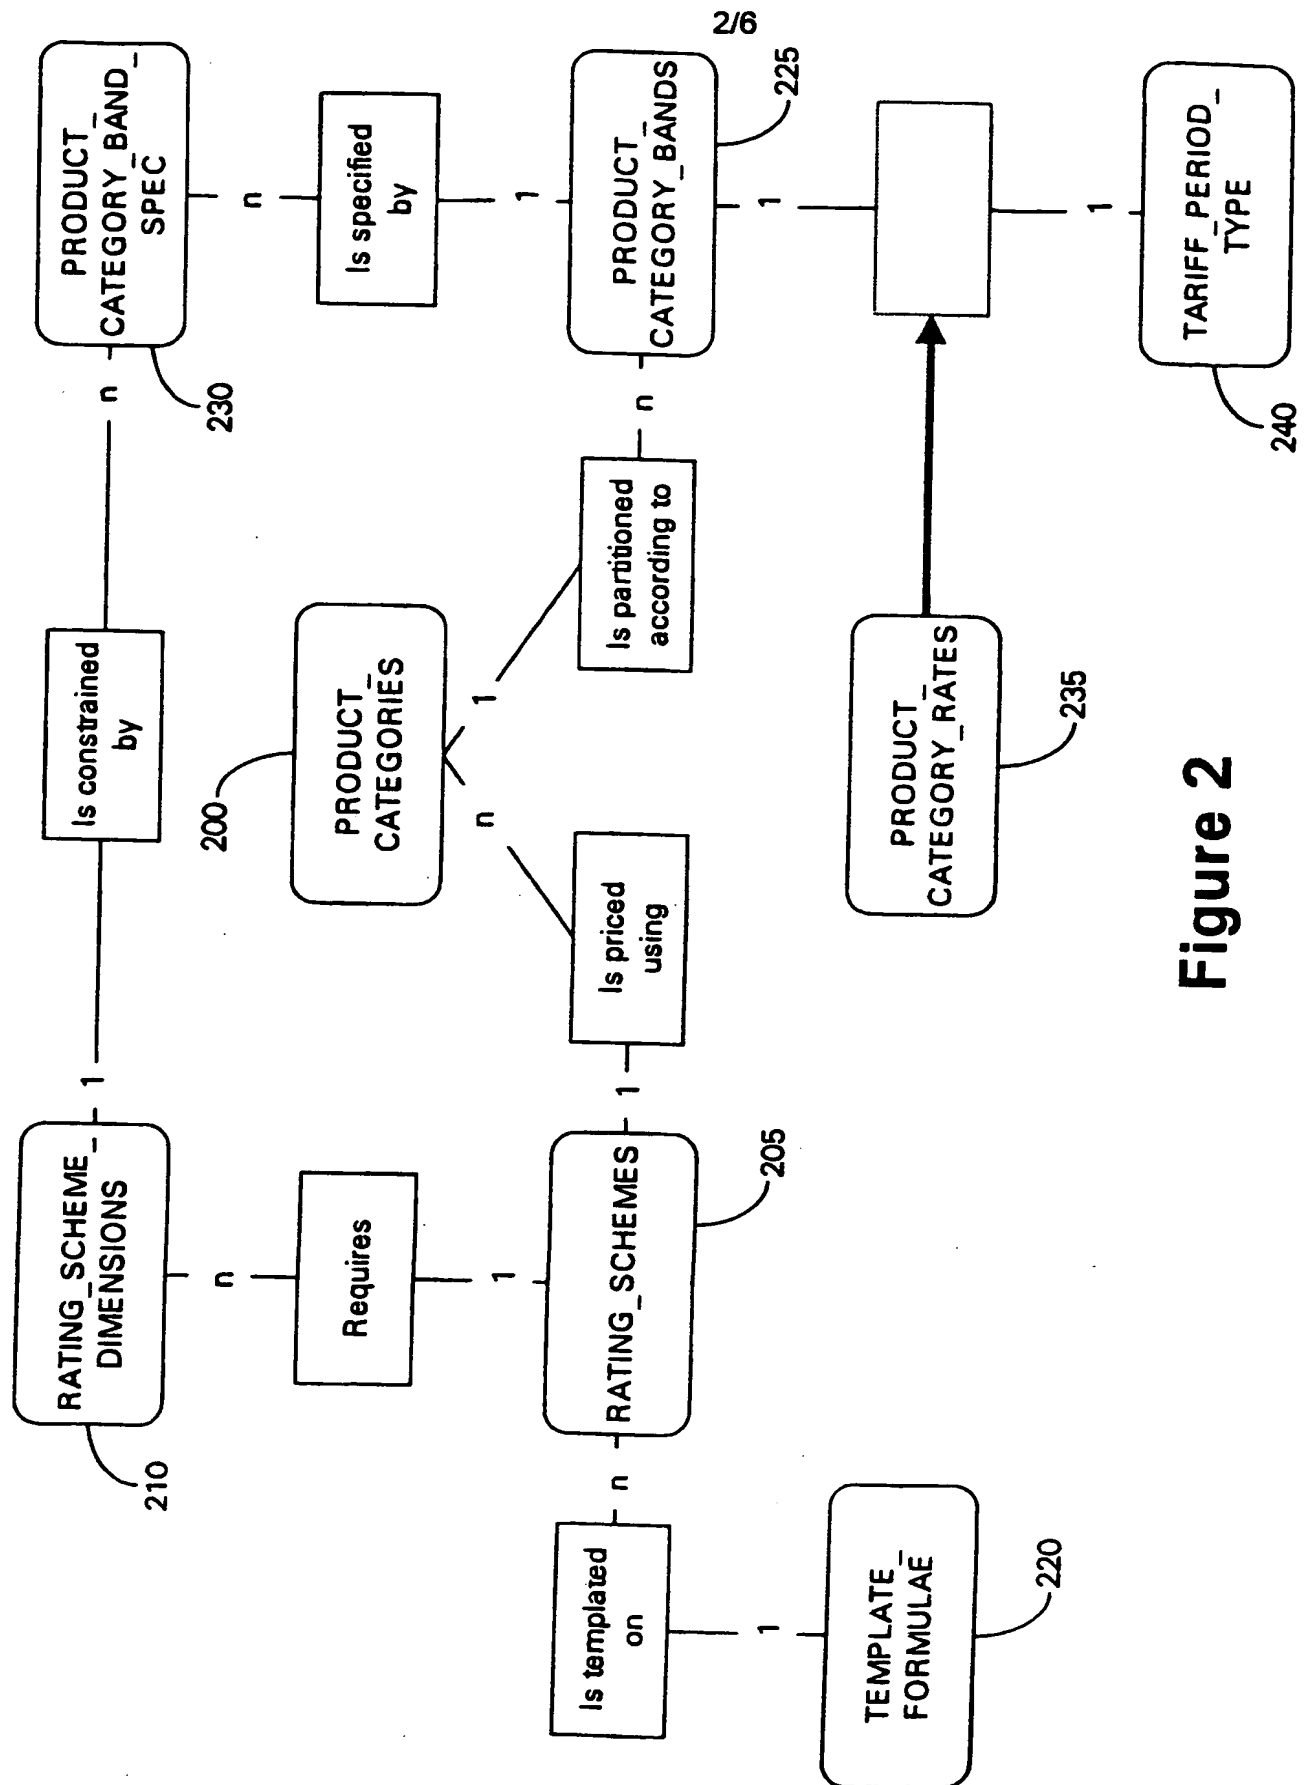 2/6
210
RATING_SCHEME_
DIMENSIONS
1
Is constrained
by
n
230
PRODUCT_
CATEGORY_BAND_
SPEC
n
Requires
1
200
PRODUCT_
CATEGORIES
n
1
n
Is specified
by
1
Is templated
on
n
RATING_SCHEMES
205
1
Is priced
using
Is partitioned
according to
n
PRODUCT_
CATEGORY_BANDS
225
1
TEMPLATE_
FORMULAE
220
PRODUCT_
CATEGORY_RATES
235
1
1
240
TARIFF_PERIOD_
TYPE
Figure 2